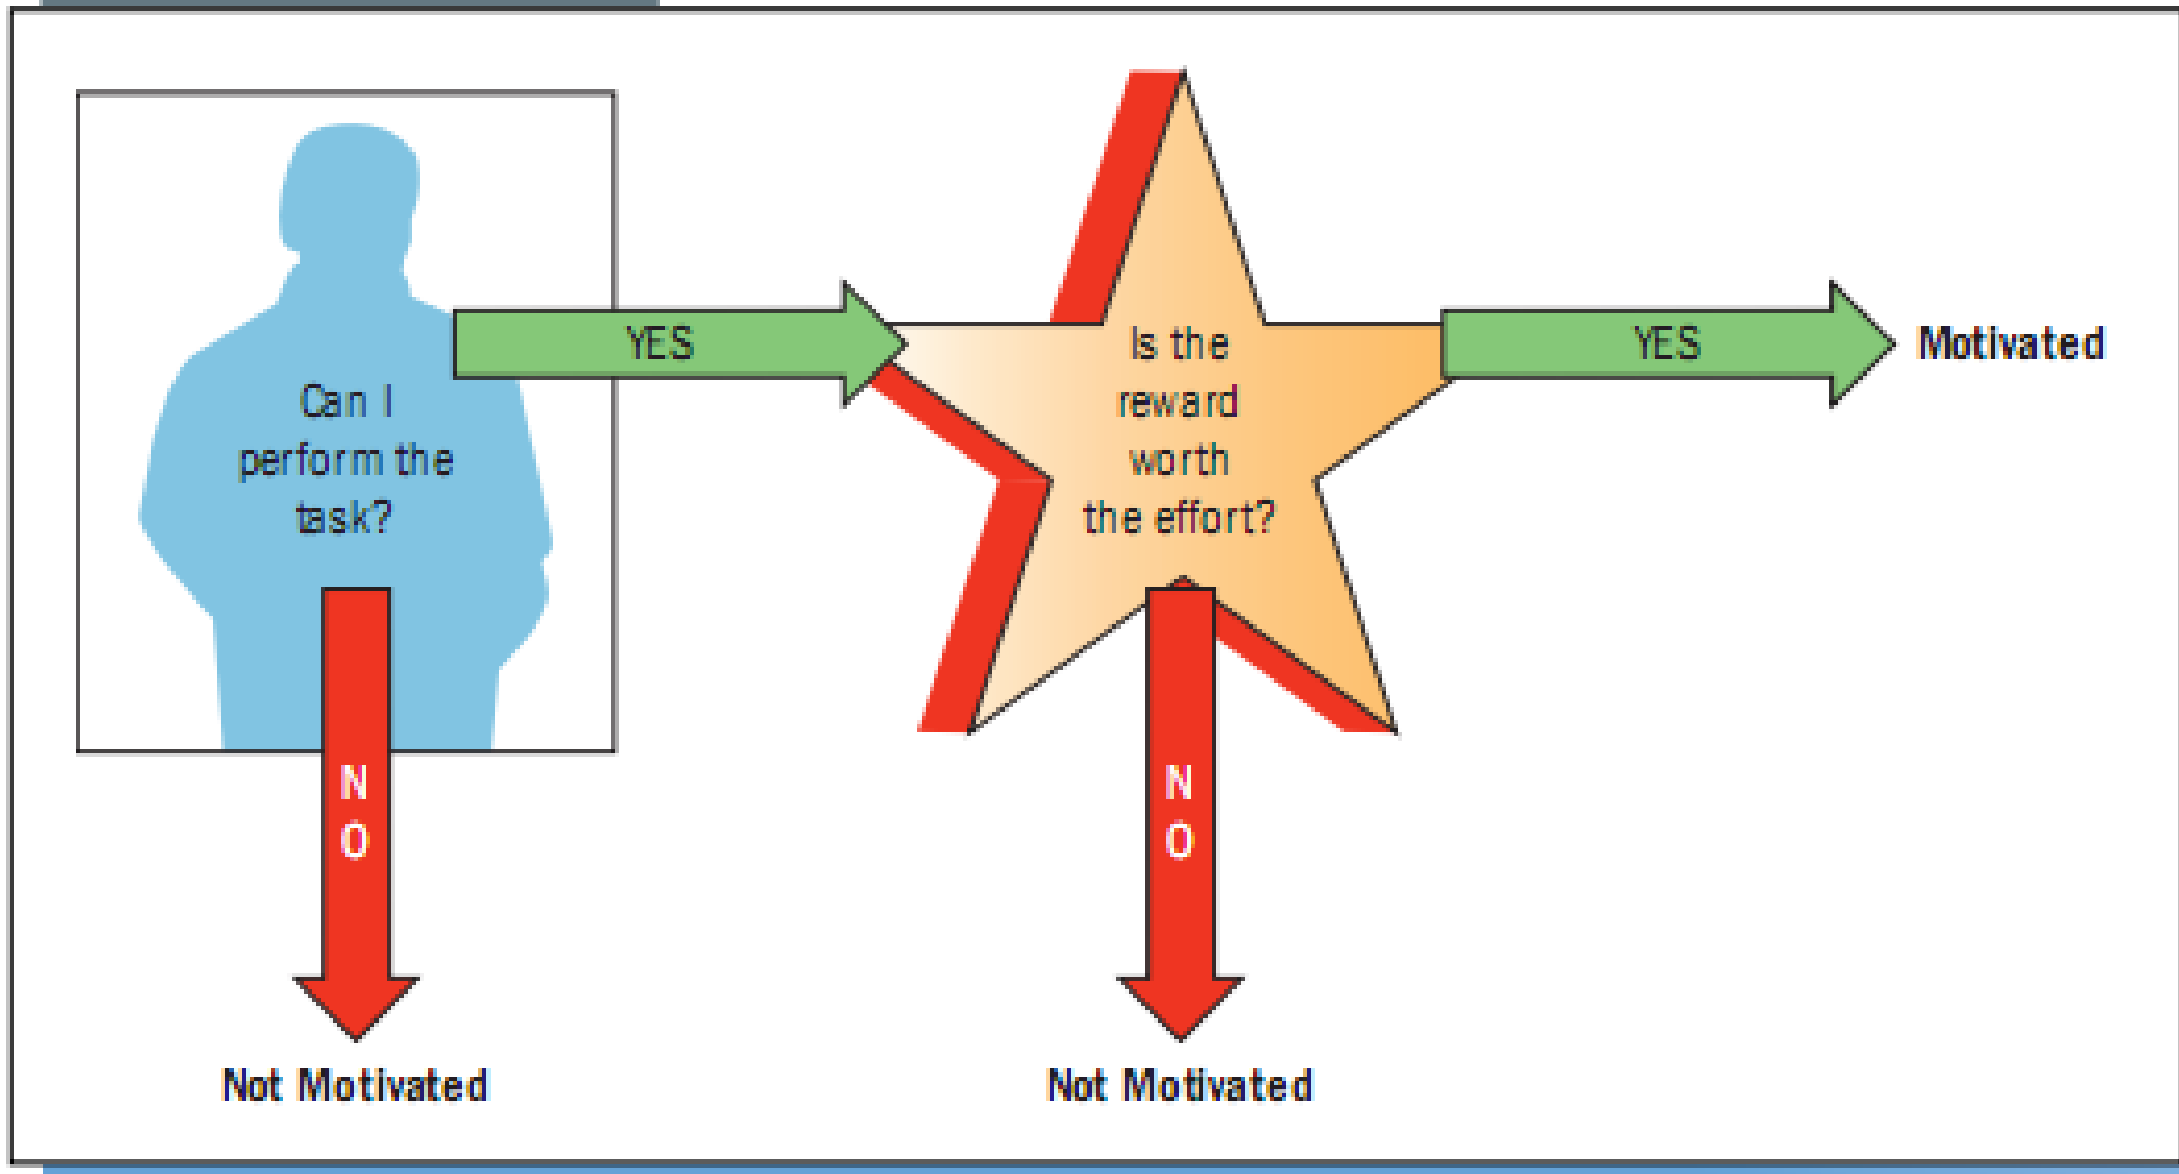 Can I
perform the
task?
YES
Is the
reward
worth
the effort?
YES
Motivated
N
O
N
O
Not Motivated
Not Motivated